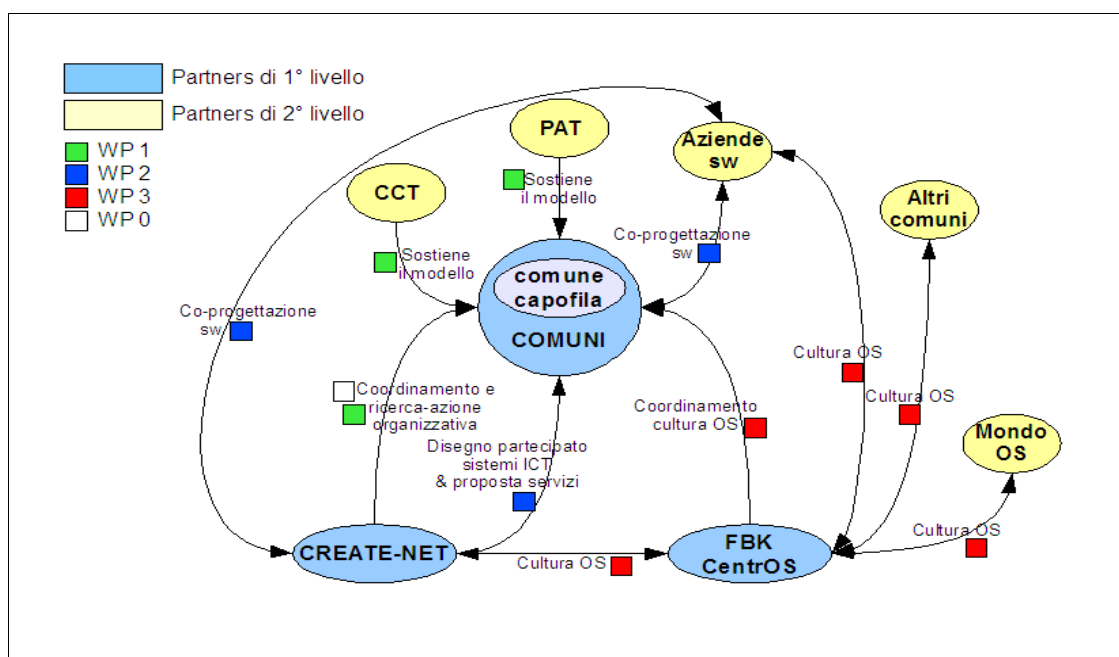 Partners di 1° livello
Partners di 2° livello
WP 1
WP 2
WP 3
WP 0
PAT
Aziende
sw
CCT
Altri
comuni
Sostiene
il modello
Sostiene
il modello
Co-progettazione
sw
comune
capofila
COMUNI
Co-progettazione
sw
Cultura OS
Cultura OS
Coordinamento e
ricerca-azione
organizzativa
Coordinamento
cultura OS
Disegno partecipato
sistemi ICT
& proposta servizi
Mondo
OS
CREATE-NET
Cultura OS
FBK
CentrOS
Cultura OS